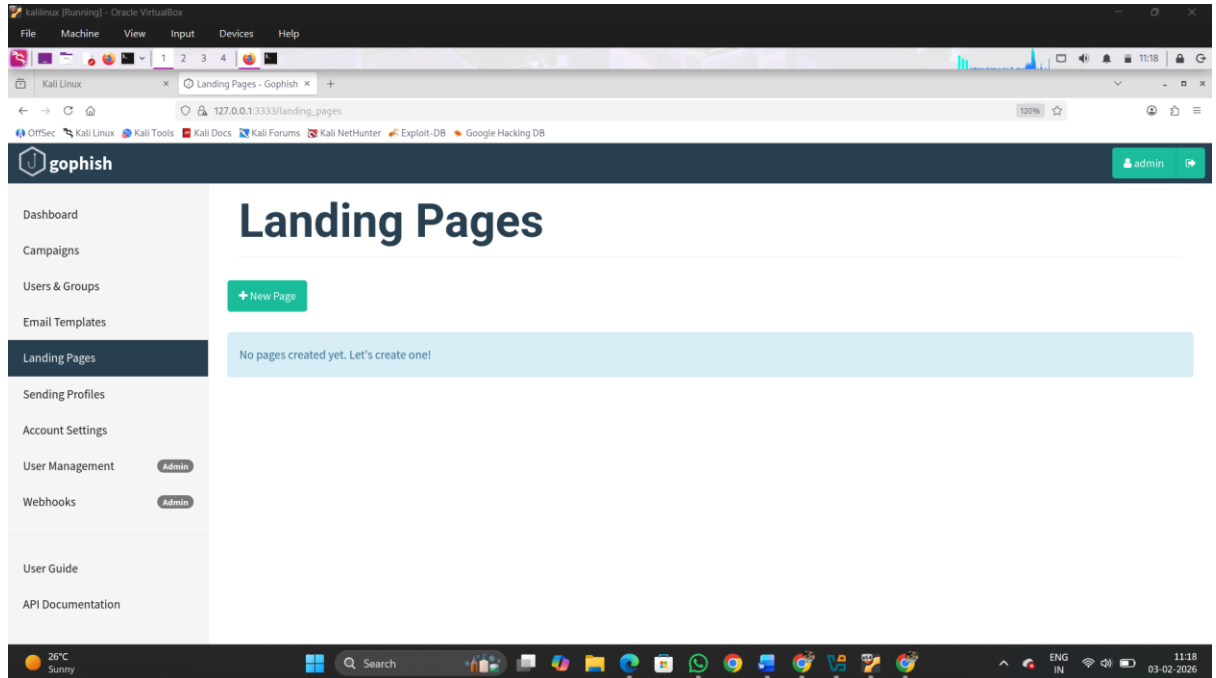 kalilinux [Running] - Oracle VirtualBox
File Machine View Input Devices Help
1 2 3 4 11:18
Kali Linux Landing Pages - Gophish
127.0.0.1:3333/landing_pages 120%
OffSec Kali Linux Kali Tools Kali Docs Kali Forums Kali NetHunter Exploit-DB Google Hacking DB
gophish admin
Dashboard
Campaigns
Users & Groups
Email Templates
Landing Pages
Sending Profiles
Account Settings
User Management Admin
Webhooks Admin
User Guide
API Documentation
Landing Pages
New Page
No pages created yet. Let's create one!
26°C
Sunny
Search
ENG
IN
11:18
03-02-2026